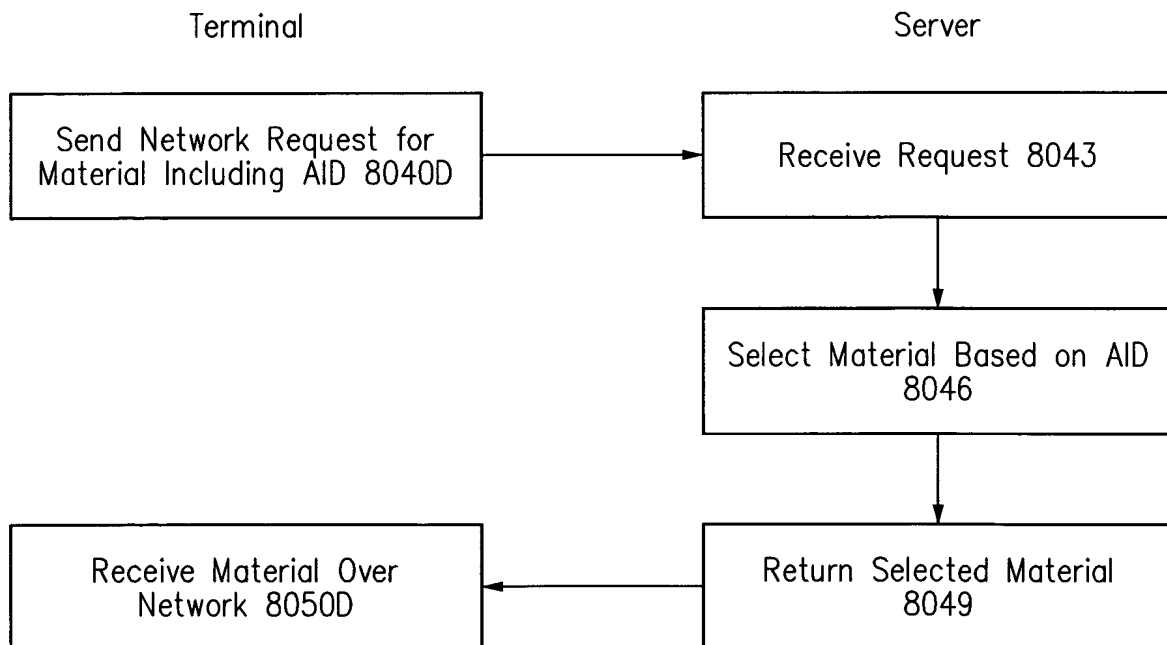 Terminal
Server
Send Network Request for
Material Including AID 8040D
Receive Request 8043
Select Material Based on AID
8046
Return Selected Material
8049
Receive Material Over
Network 8050D